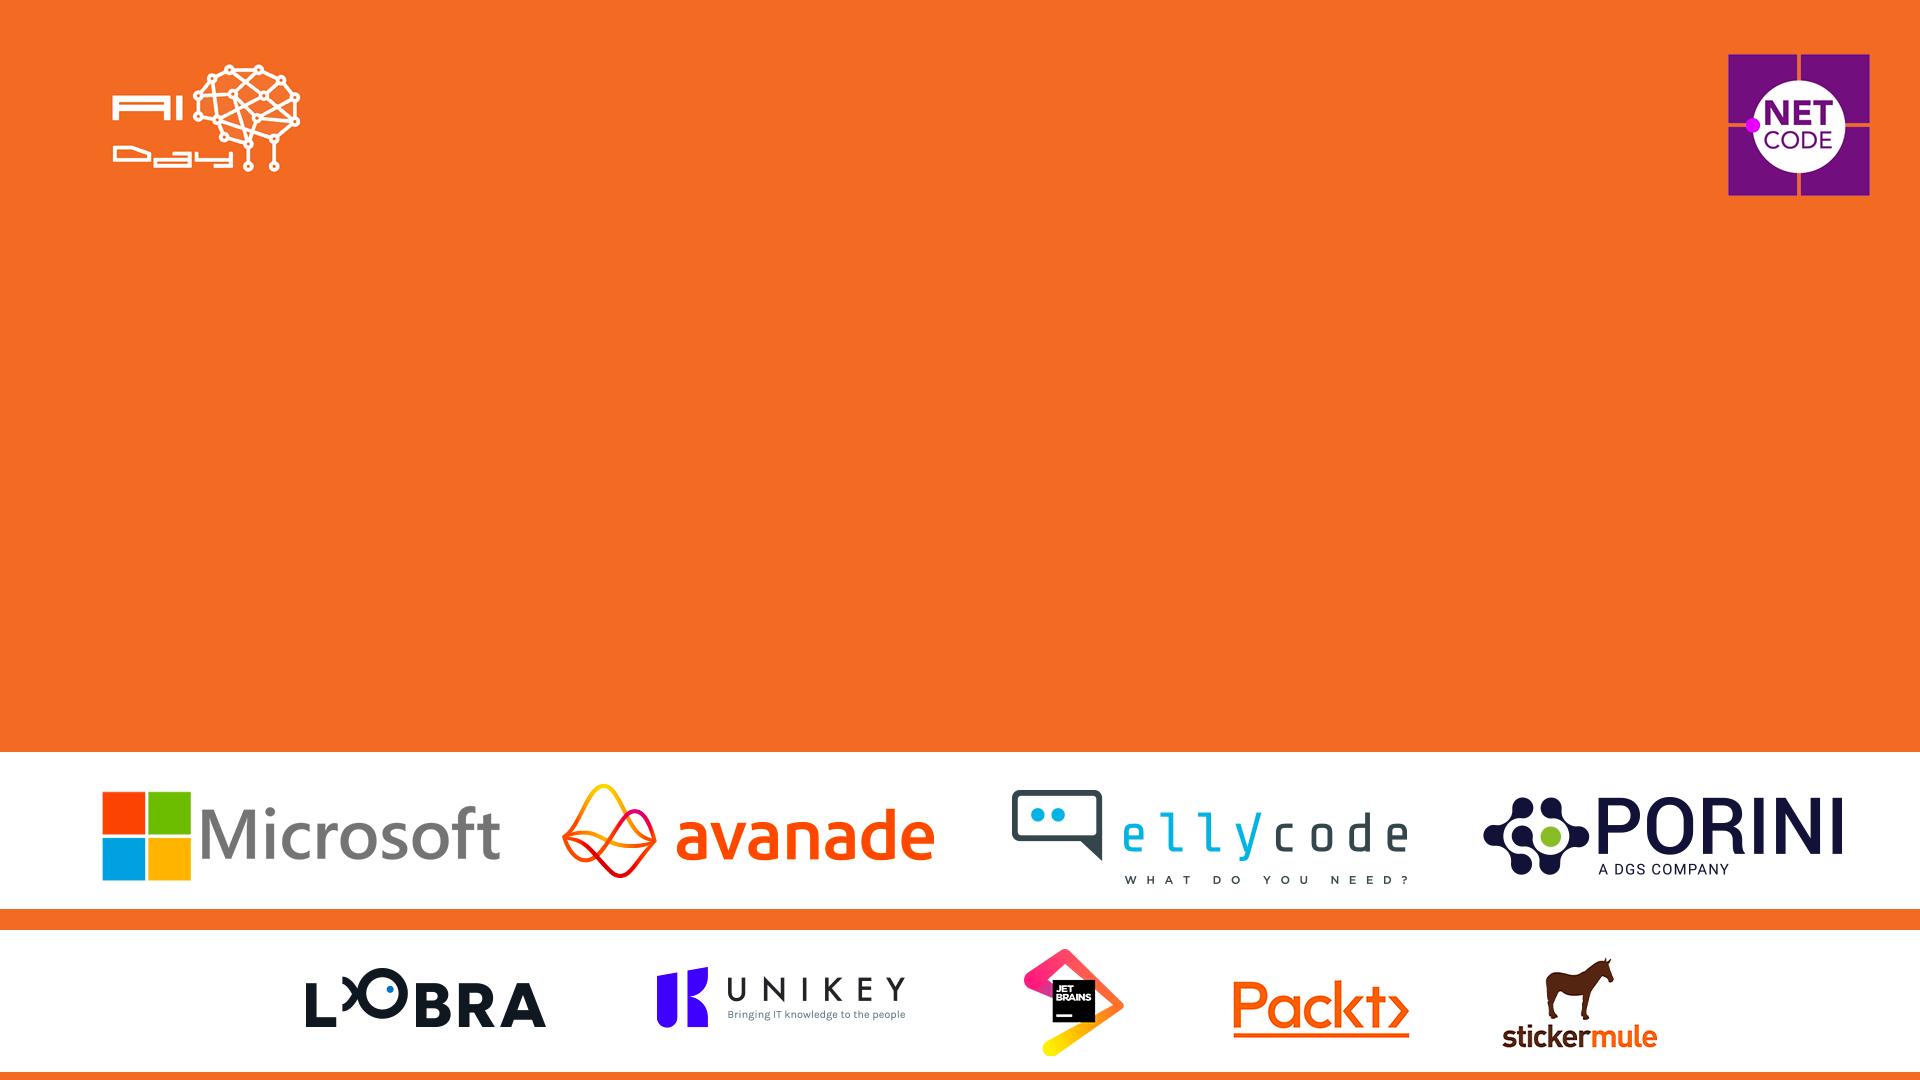 AI
Day
NET
CODE
Microsoft
avanade
ellycode
WHAT DO YOU NEED?
PORINI
A DGS COMPANY
LOBRA
UNIKEY
Bringing IT knowledge to the people
JET
BRAINS
Packt>
stickermule